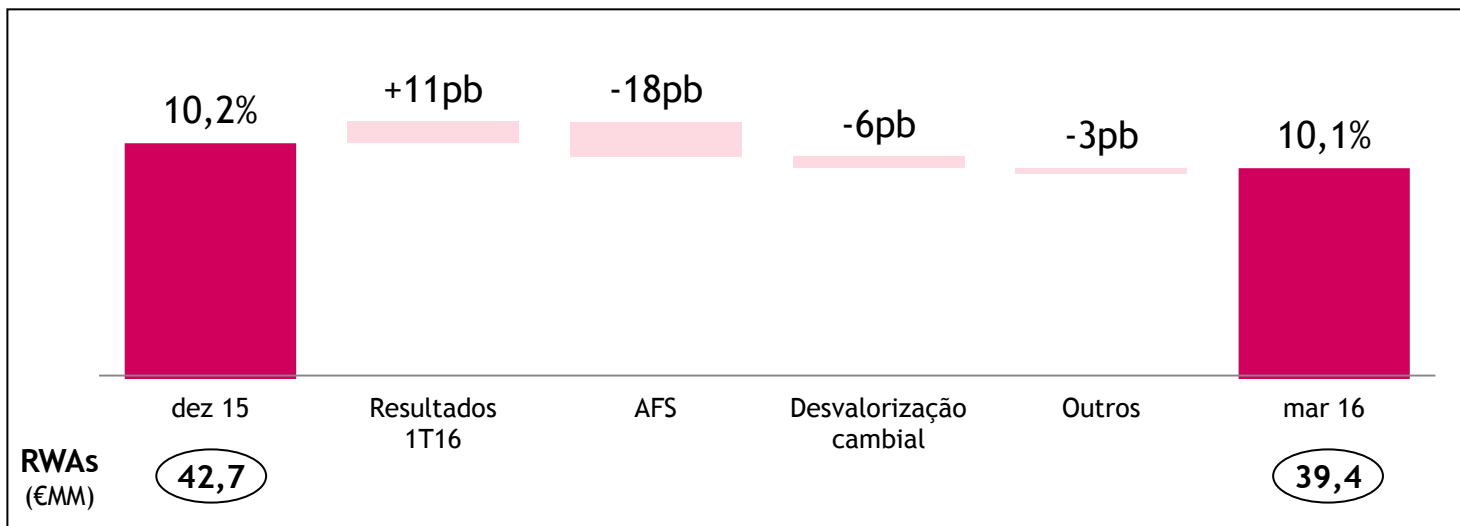 10,2%
+11pb
-18pb
-6pb
-3pb
10,1%
dez 15
Resultados
1T16
AFS
Desvalorização
cambial
Outros
mar 16
RWAs
(€MM)
42,7
39,4